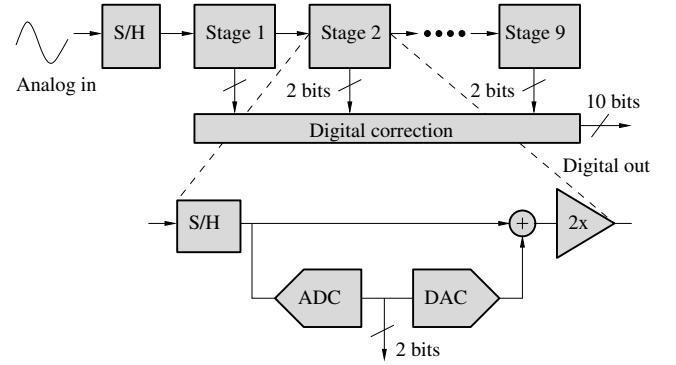 S/H
Stage 1
Stage 2
Stage 9
Analog in
2 bits
2 bits
10 bits
Digital correction
Digital out
S/H
+
2x
ADC
DAC
2 bits